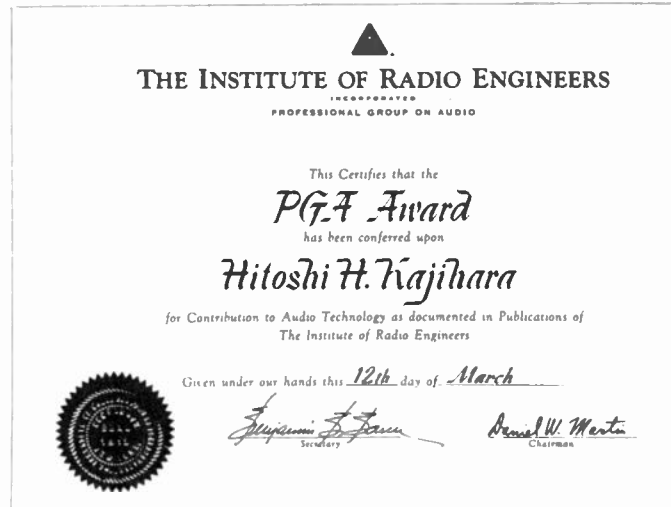 THE INSTITUTE OF RADIO ENGINEERS
INCORPORATED
PROFESSIONAL GROUP ON AUDIO
This Certifies that the
PGA Award
has been conferred upon
Hitoshi H. Kajihara
for Contribution to Audio Technology as documented in Publications of
The Institute of Radio Engineers
Given under our hands this 12th day of March
Benjamin B. Bauer Daniel W. Martin
Secretary Chairman